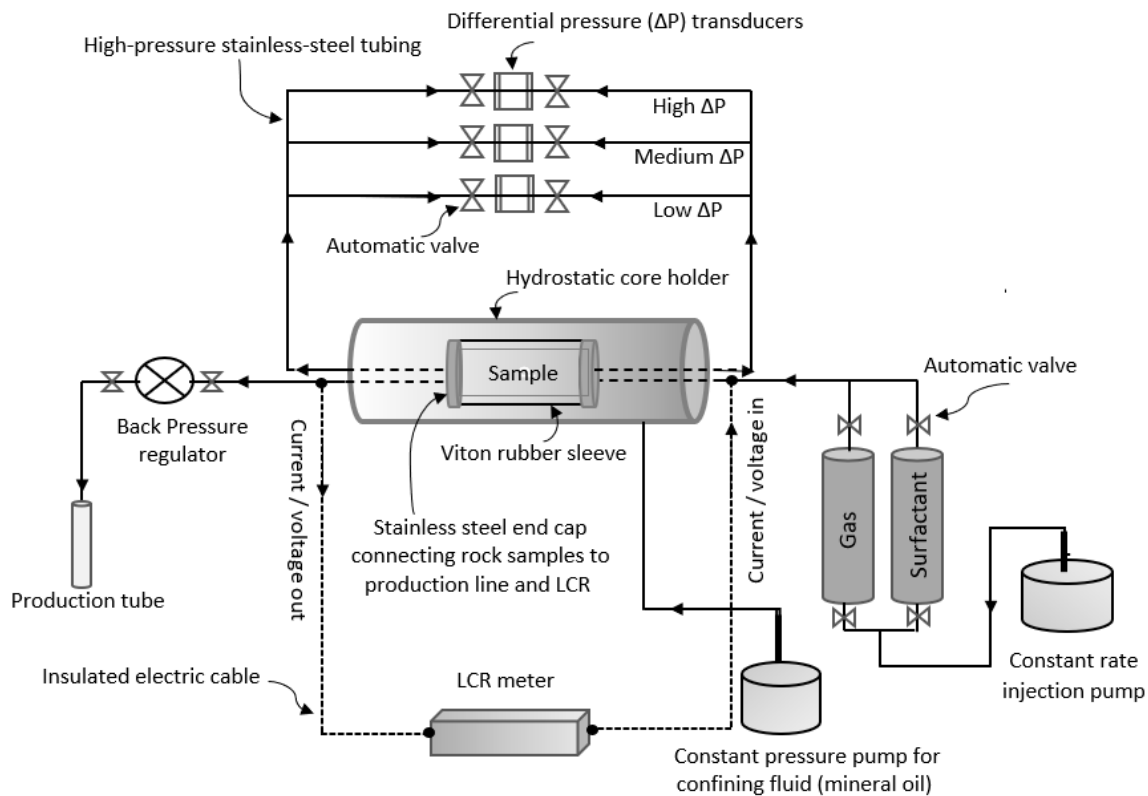 Differential pressure (ΔP) transducers
High-pressure stainless-steel tubing
High ΔP
Medium ΔP
Low ΔP
Automatic valve
Hydrostatic core holder
Sample
Automatic valve
Back Pressure
regulator
Viton rubber sleeve
Current / voltage out
Current / voltage in
Gas
Surfactant
Stainless steel end cap
connecting rock samples to
production line and LCR
Production tube
Insulated electric cable
LCR meter
Constant rate
injection pump
Constant pressure pump for
confining fluid (mineral oil)